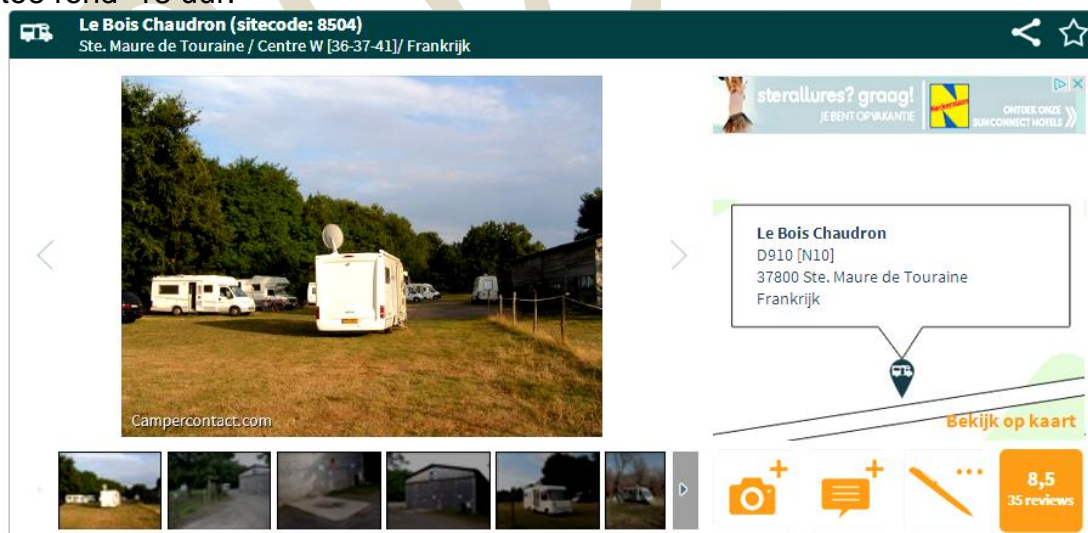 Le Bois Chaudron (sitecode: 8504)
Ste. Maure de Touraine / Centre W [36-37-41]/ Frankrijk
sterallures? graag!
JE BENT OP VAKANTIE
Neckermann
ONTDEK ONZE
SUNCONNECT HOTELS
Le Bois Chaudron
D910 [N10]
37800 Ste. Maure de Touraine
Frankrijk
Campercontact.com
Bekijk op kaart
8,5
35 reviews